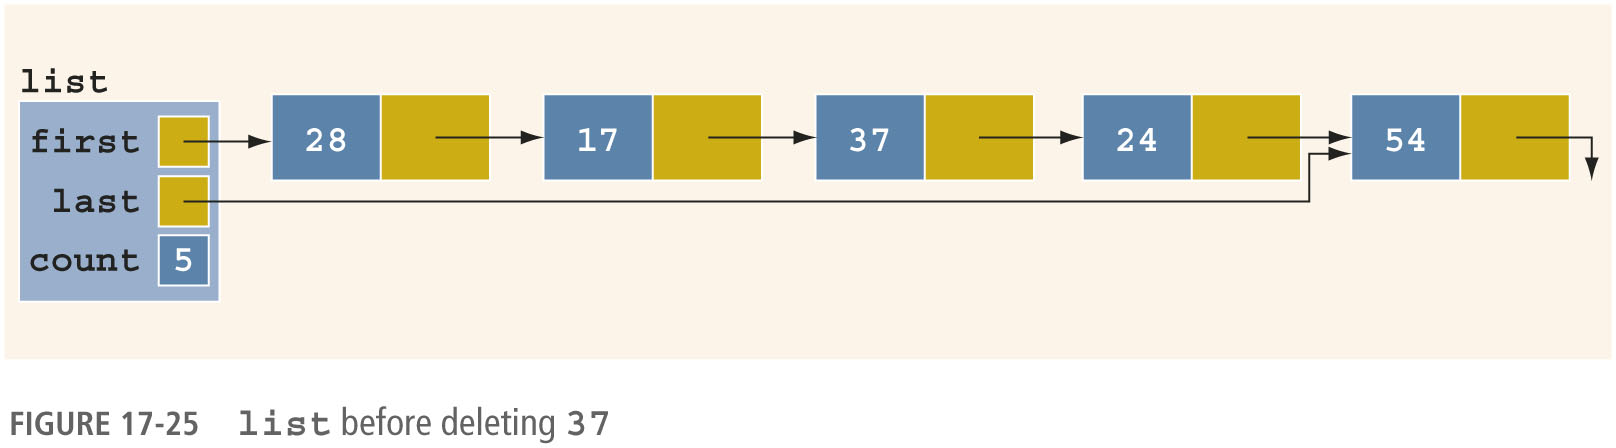 list
first 28 17 37 24 54
last
count 5
FIGURE 17-25 list before deleting 37